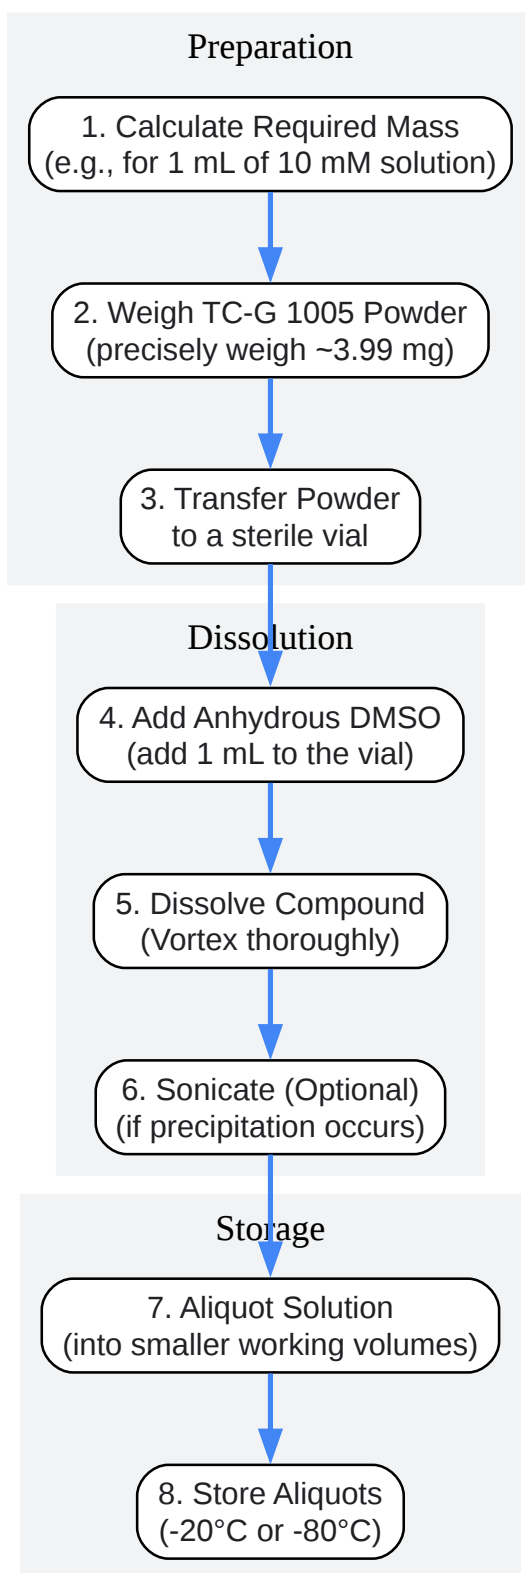 Preparation
1. Calculate Required Mass
(e.g., for 1 mL of 10 mM solution)
2. Weigh TC-G 1005 Powder
(precisely weigh ~3.99 mg)
3. Transfer Powder
to a sterile vial
Dissolution
4. Add Anhydrous DMSO
(add 1 mL to the vial)
5. Dissolve Compound
(Vortex thoroughly)
6. Sonicate (Optional)
(if precipitation occurs)
Storage
7. Aliquot Solution
(into smaller working volumes)
8. Store Aliquots
(-20°C or -80°C)